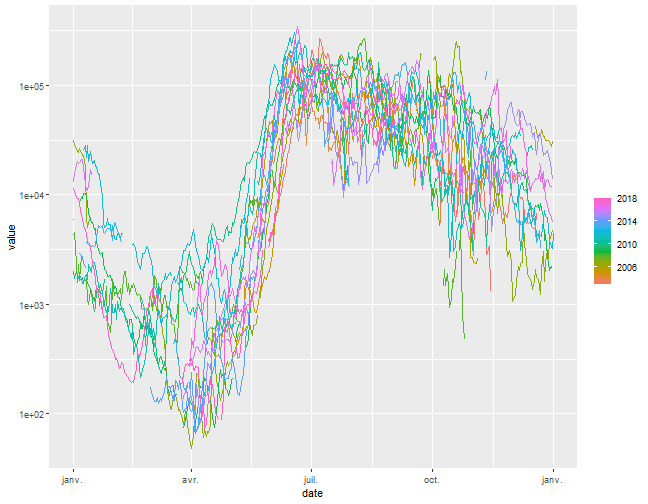 1e+05
1e+04
1e+03
1e+02
value
janv.
avr.
juil.
oct.
janv.
date
2018
2014
2010
2006